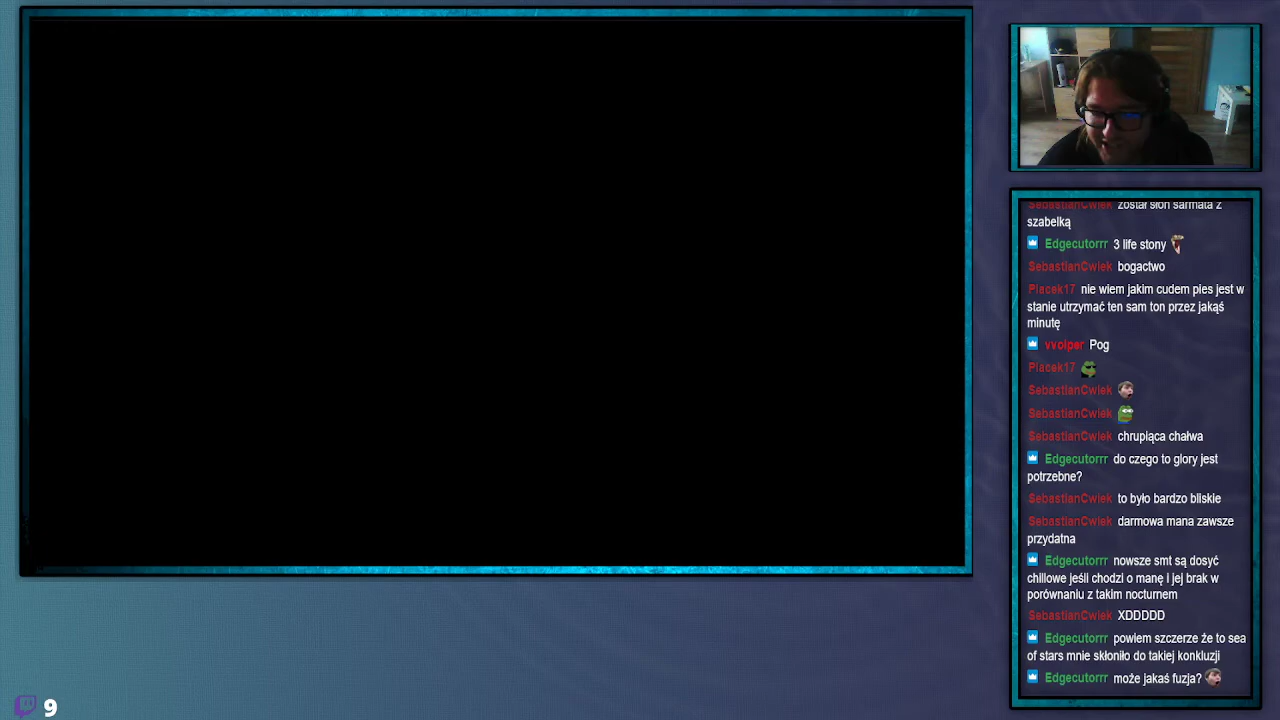 SebastianCwiek został słoń sarmata z
szabelką
Edgecutorrr 3 life stony
SebastianCwiek bogactwo
Placek17 nie wiem jakim cudem pies jest w
stanie utrzymać ten sam ton przez jakąś
minutę
vvolper Pog
Placek17
SebastianCwiek
SebastianCwiek
SebastianCwiek chrupiąca chałwa
Edgecutorrr do czego to glory jest
potrzebne?
SebastianCwiek to było bardzo bliskie
SebastianCwiek darmowa mana zawsze
przydatna
Edgecutorrr nowsze smt są dosyć
chillowe jeśli chodzi o manę i jej brak w
porównaniu z takim nocturnem
SebastianCwiek XDDDDD
Edgecutorrr powiem szczerze że to sea
of stars mnie skłoniło do takiej konkluzji
Edgecutorrr może jakaś fuzja?
9